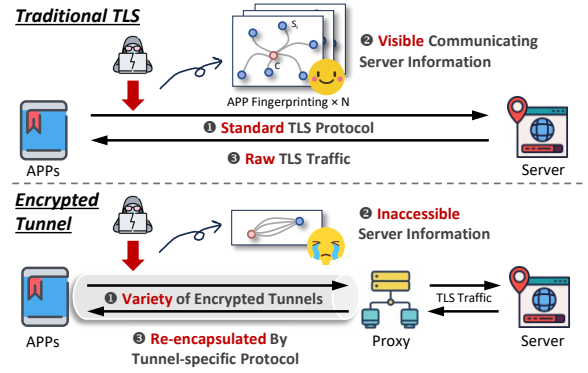 Traditional TLS
S_i
C
❷ Visible Communicating
Server Information
APP Fingerprinting × N
❶ Standard TLS Protocol
❸ Raw TLS Traffic
APPs
Server
Encrypted
Tunnel
❷ Inaccessible
Server Information
❶ Variety of Encrypted Tunnels
TLS Traffic
❸ Re-encapsulated By
Tunnel-specific Protocol
APPs
Proxy
Server